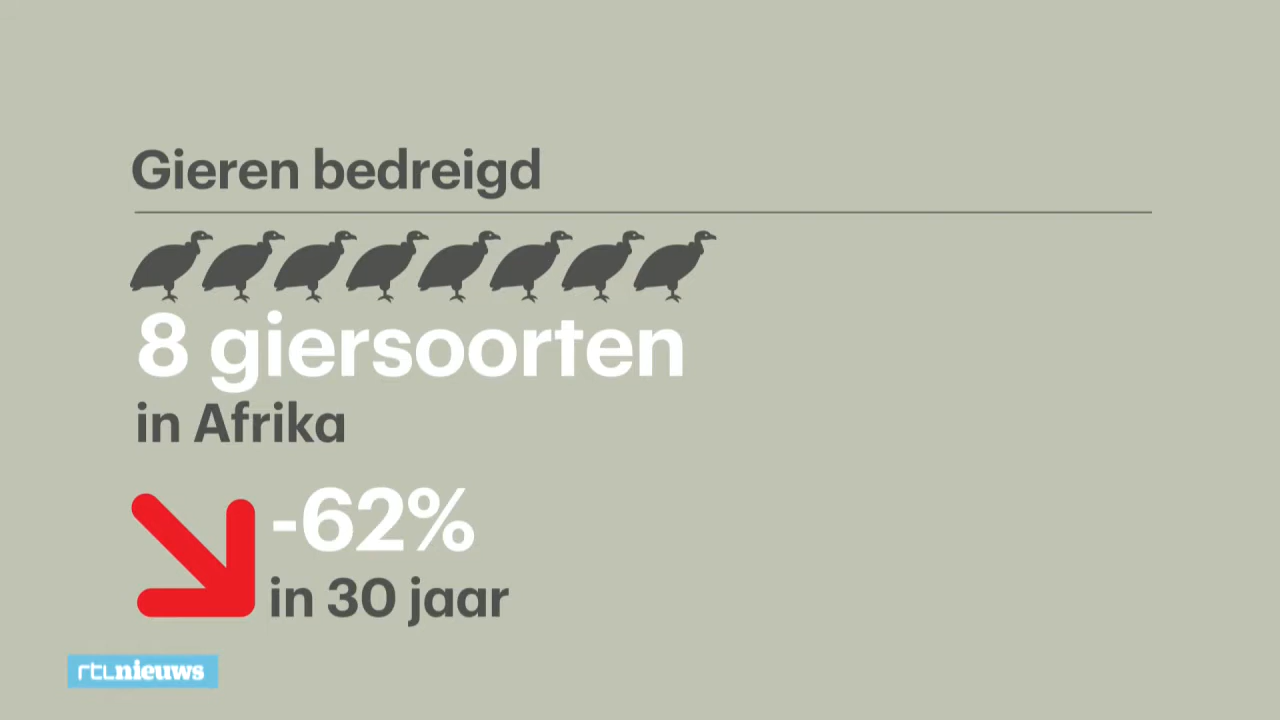 Gieren bedreigd
8 giersoorten
in Afrika
-62%
in 30 jaar
rtlnieuws